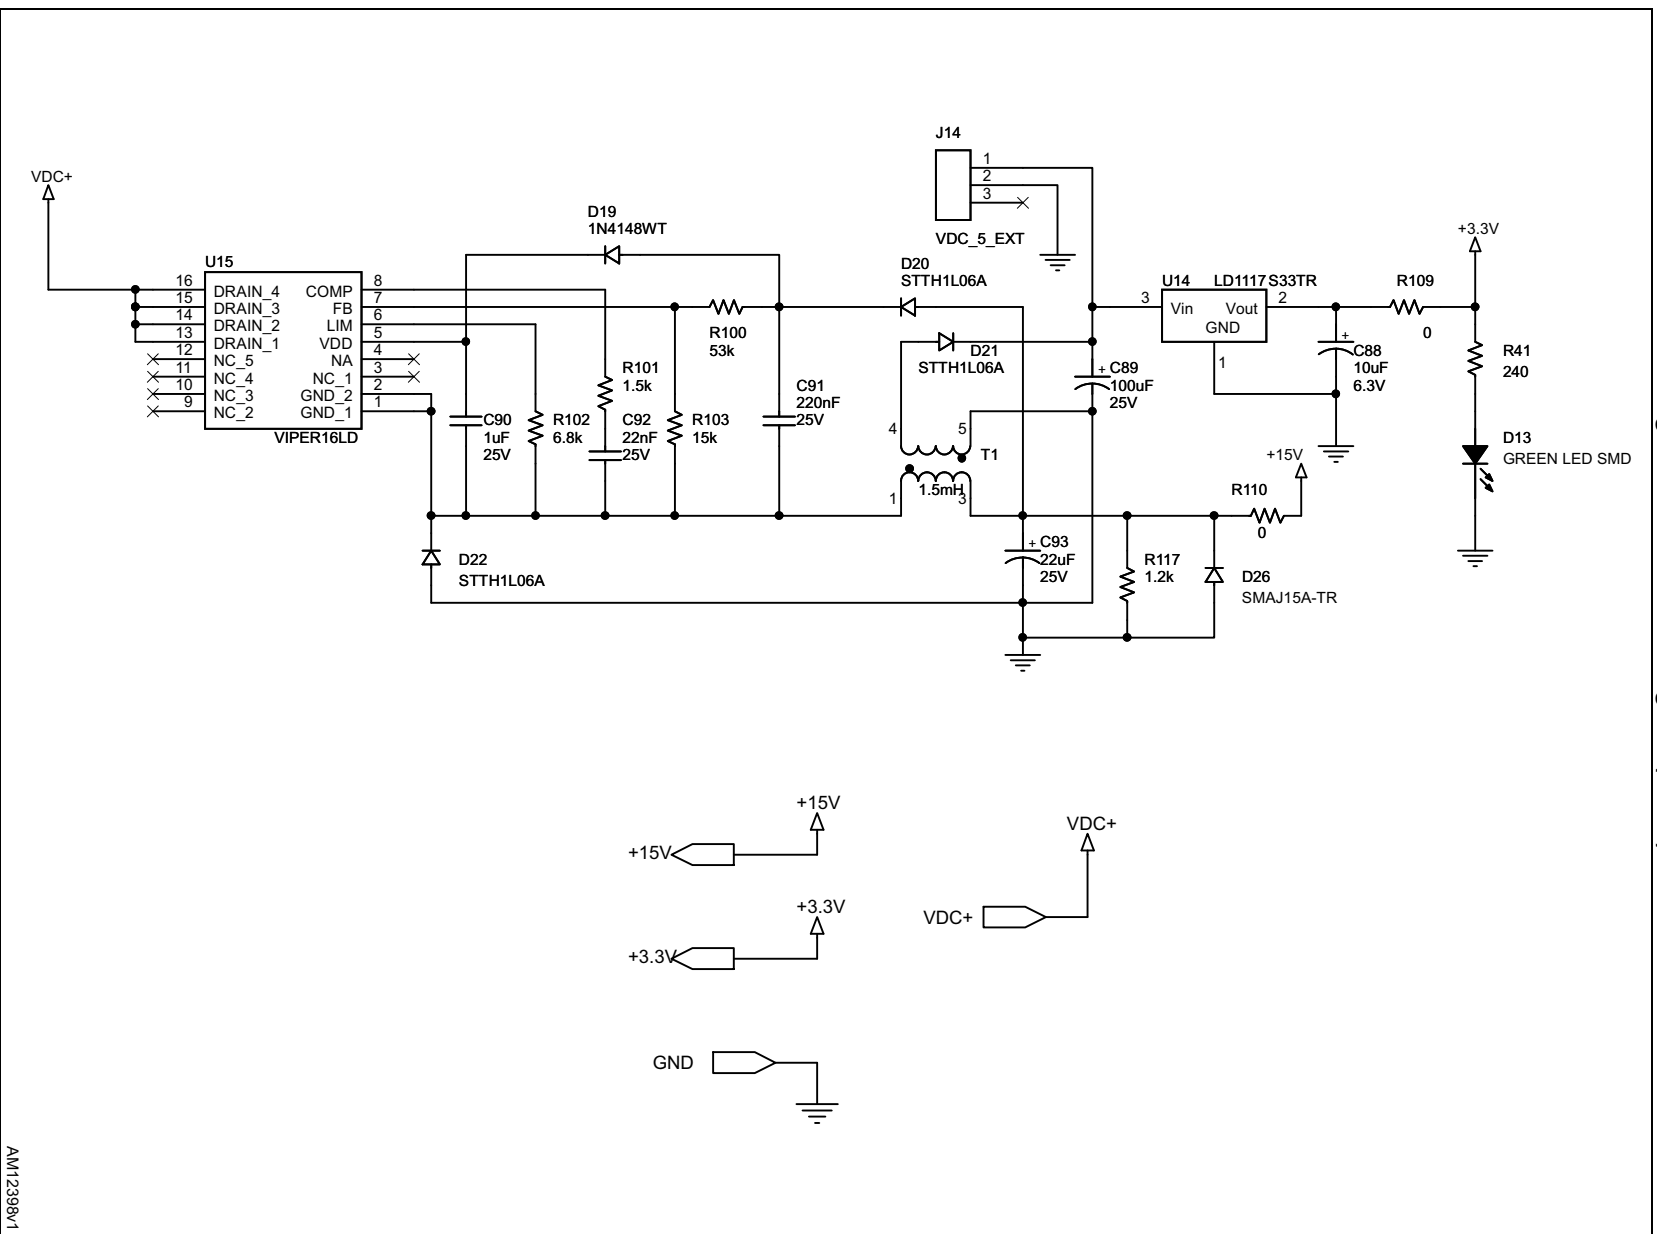 J14
1
2
3
VDC_5_EXT
VDC+
D19
1N4148WT
+3.3V
U15
16
15
14
13
12
11
10
9
DRAIN_4
DRAIN_3
DRAIN_2
DRAIN_1
NC_5
NC_4
NC_3
NC_2
COMP
FB
LIM
VDD
NA
NC_1
GND_2
GND_1
8
7
6
5
4
3
2
1
VIPER16LD
D20
STTH1L06A
U14 LD1117S33TR
3
Vin
Vout
GND
2
1
R109
0
R100
53k
D21
STTH1L06A
C88
10uF
6.3V
+
R41
240
R101
1.5k
C91
220nF
25V
+
C89
100uF
25V
C90
1uF
25V
R102
6.8k
C92
22nF
25V
R103
15k
4
5
T1
1.5mH
1
3
+15V
D13
GREEN LED SMD
R110
0
D22
STTH1L06A
+
C93
22uF
25V
R117
1.2k
D26
SMAJ15A-TR
+15V
+15V
VDC+
+3.3V
VDC+
+3.3V
GND
AM12398v1